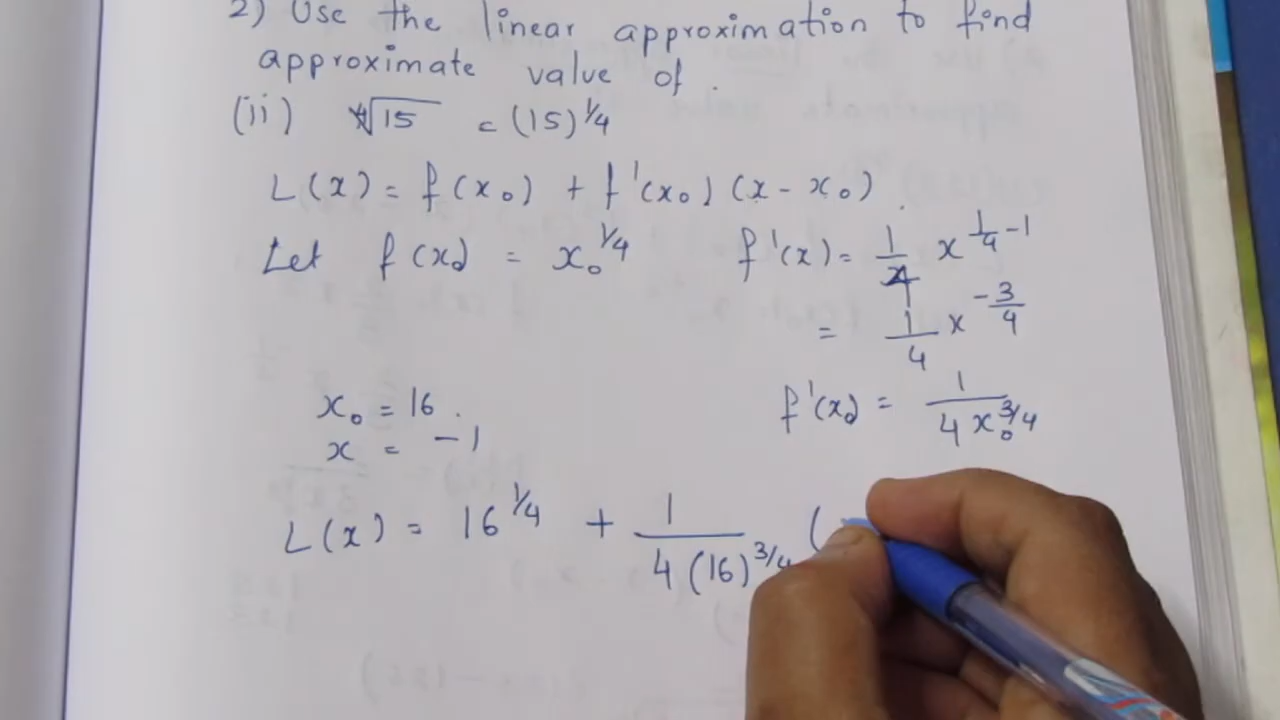 2) Use the linear approximation to find
approximate value of .
(ii) ∜15 = (15)^1/4
L(x) = f(x₀) + f'(x₀) (x - x₀) .
Let f(x₀) = x₀^1/4 f'(x) = 1/4 x^1/4-1
= 1/4 x^-3/4
x₀ = 16 . f'(x₀) = 1/4x₀^3/4
x = -1
L(x) = 16^1/4 + 1/4(16)^3/4 (